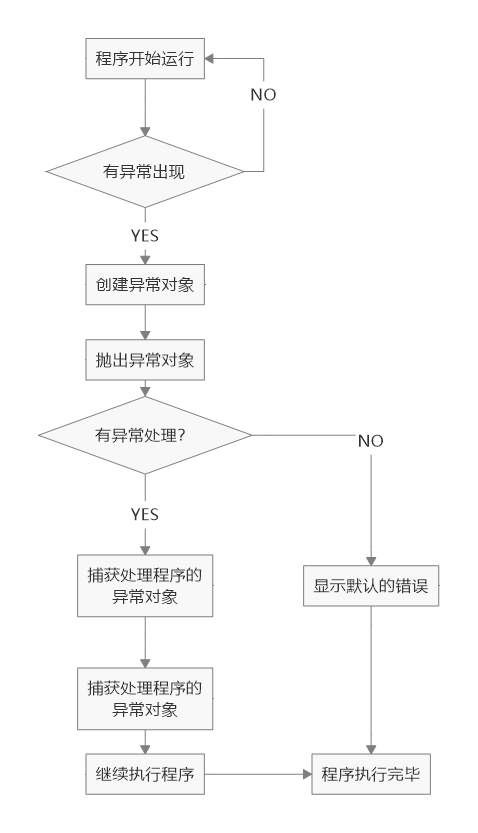 程序开始运行
NO
有异常出现
YES
创建异常对象
抛出异常对象
有异常处理?
NO
YES
捕获处理程序的
异常对象
显示默认的错误
捕获处理程序的
异常对象
继续执行程序
程序执行完毕